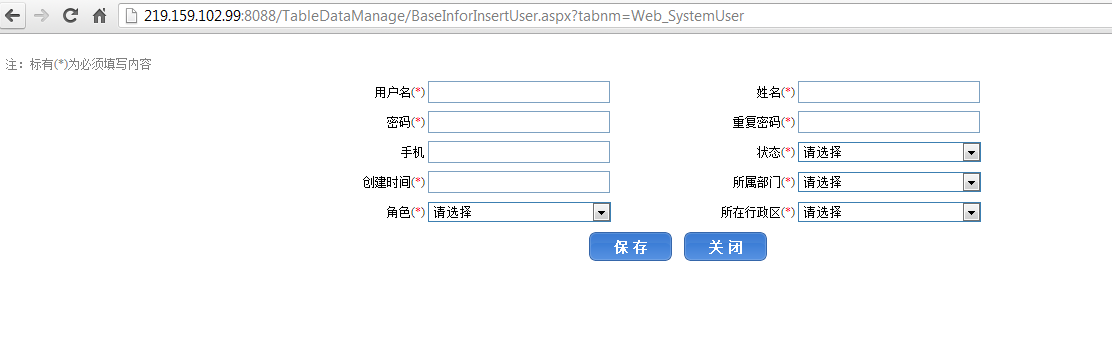 219.159.102.99:8088/TableDataManage/BaseInforInsertUser.aspx?tabnm=Web_SystemUser
注：标有(*)为必须填写内容
用户名(*) 姓名(*)
密码(*) 重复密码(*)
手机 状态(*) 请选择
创建时间(*) 所属部门(*) 请选择
角色(*) 请选择 所在行政区(*) 请选择
保存 关闭